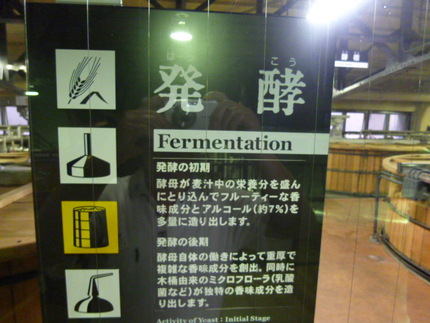 はっ こう
発 酵
Fermentation
発酵の初期
酵母が麦汁中の栄養分を盛ん
にとり込んでフルーティーな香
味成分とアルコール(約7%)を
多量に造り出します。
発酵の後期
酵母自体の働きによって重厚で
複雑な香味成分を創出。同時に
木桶由来のミクロフローラ(乳酸
菌など)が独特の香味成分を造
り出します。
Activity of Yeast : Initial Stage